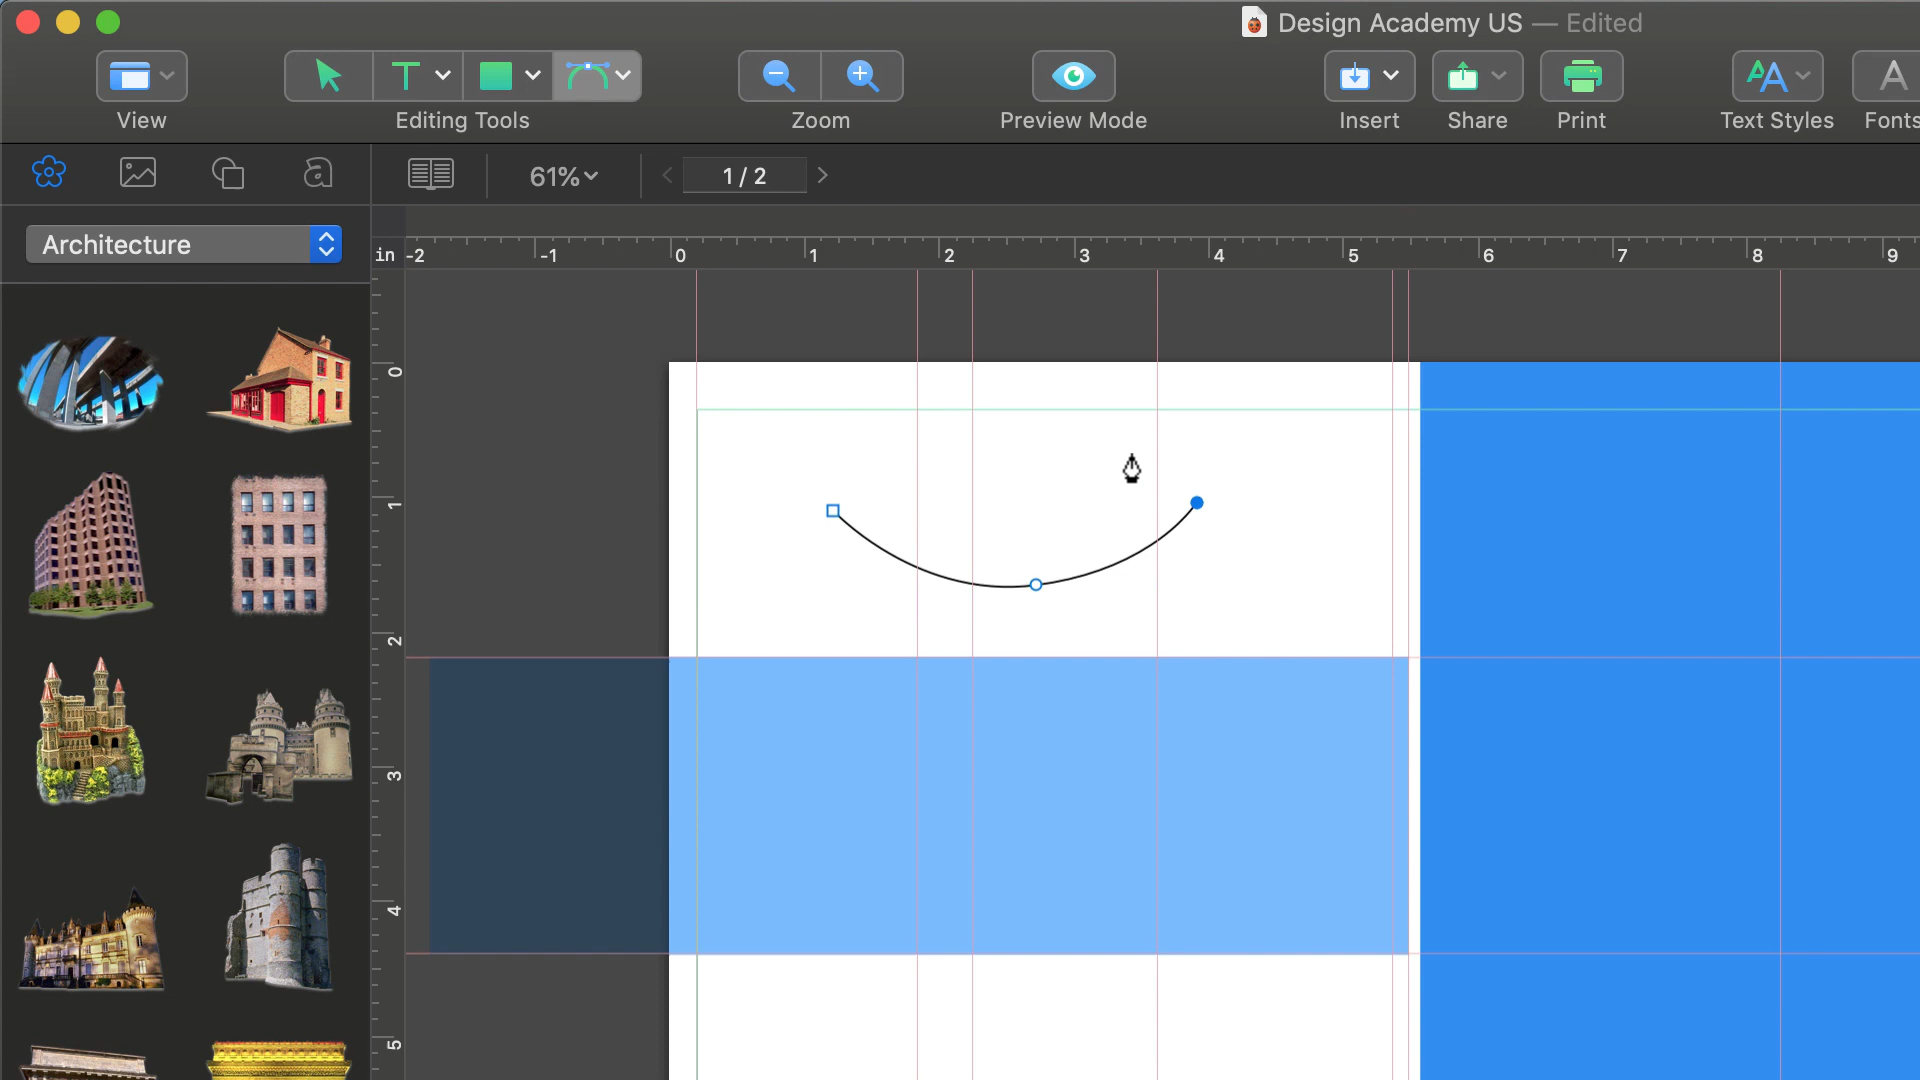 Design Academy US — Edited
View
Editing Tools
Zoom
Preview Mode
Insert
Share
Print
Text Styles
Fonts
61%
1 / 2
Architecture
in -2 -1 0 1 2 3 4 5 6 7 8 9
0
1
2
3
4
5